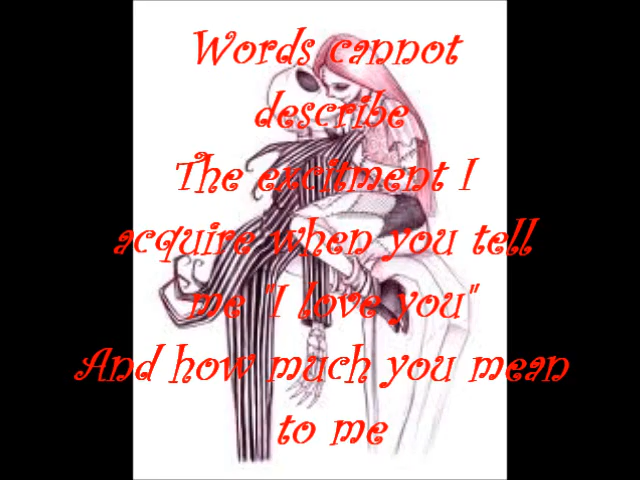 Words cannot
describe
The excitment I
acquire when you tell
me "I love you"
And how much you mean
to me